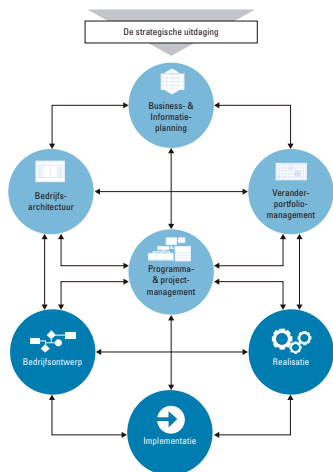 De strategische uitdaging
Business- &
Informatie-
planning
Bedrijfs-
architectuur
Verander-
portfolio-
management
Programma-
& project-
management
Bedrijfsontwerp
Realisatie
Implementatie